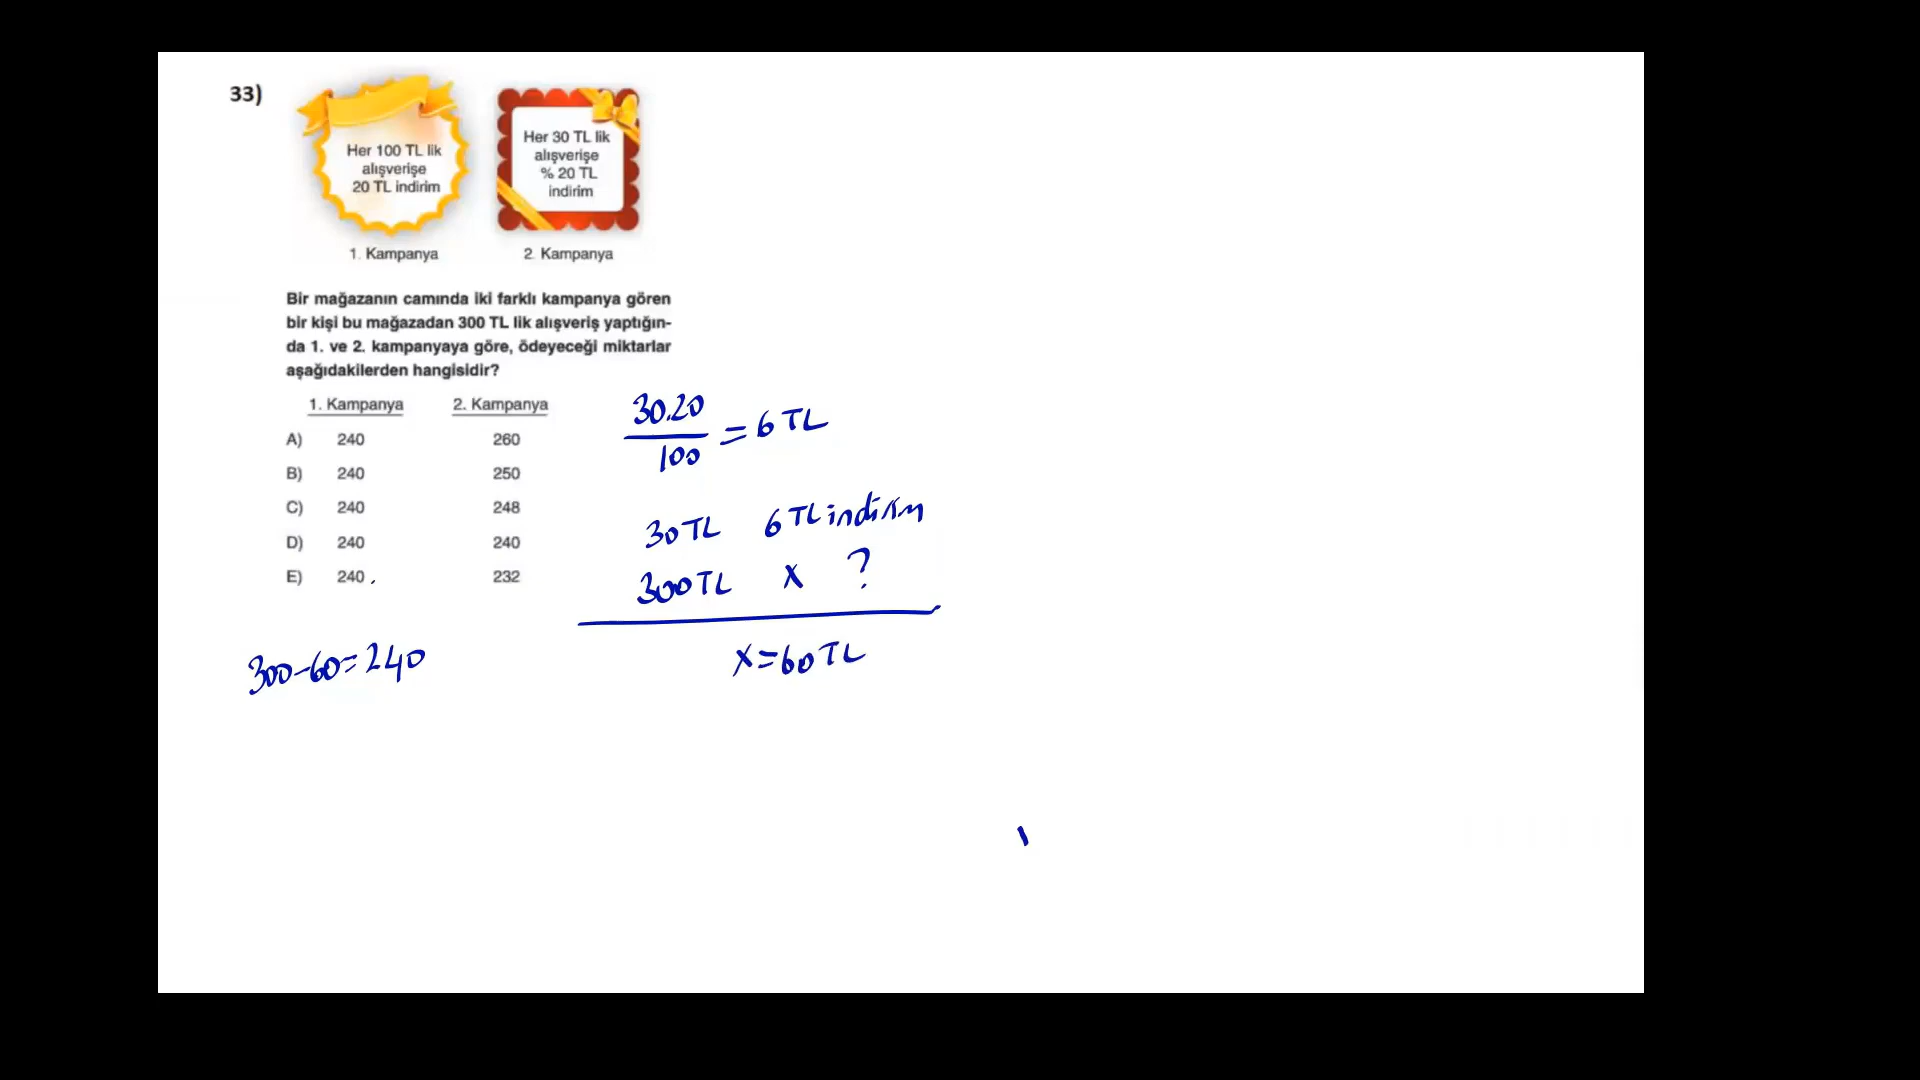 33)
Her 100 TL lik
alışverişe
20 TL indirim
1. Kampanya
Her 30 TL lik
alışverişe
% 20 TL
indirim
2. Kampanya
Bir mağazanın camında iki farklı kampanya gören
bir kişi bu mağazadan 300 TL lik alışveriş yaptığın-
da 1. ve 2. kampanyaya göre, ödeyeceği miktarlar
aşağıdakilerden hangisidir?
1. Kampanya 2. Kampanya
A) 240 260
B) 240 250
C) 240 248
D) 240 240
E) 240 232
300-60=240
30.20
100
=6 TL
30 TL 6 TL indirim
300 TL x ?
x=60 TL